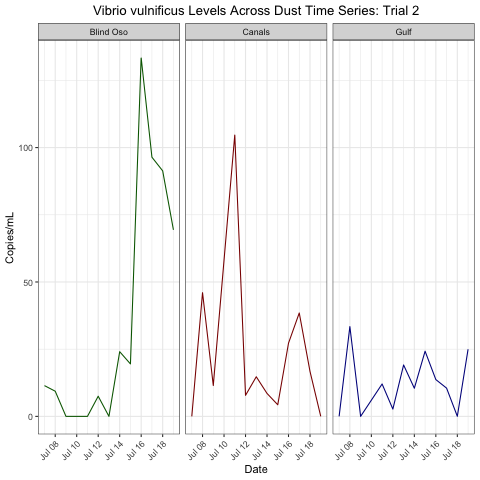 Vibrio vulnificus Levels Across Dust Time Series: Trial 2
Blind Oso
Canals
Gulf
Copies/mL
100
50
0
Jul 08
Jul 10
Jul 12
Jul 14
Jul 16
Jul 18
Jul 08
Jul 10
Jul 12
Jul 14
Jul 16
Jul 18
Jul 08
Jul 10
Jul 12
Jul 14
Jul 16
Jul 18
Date